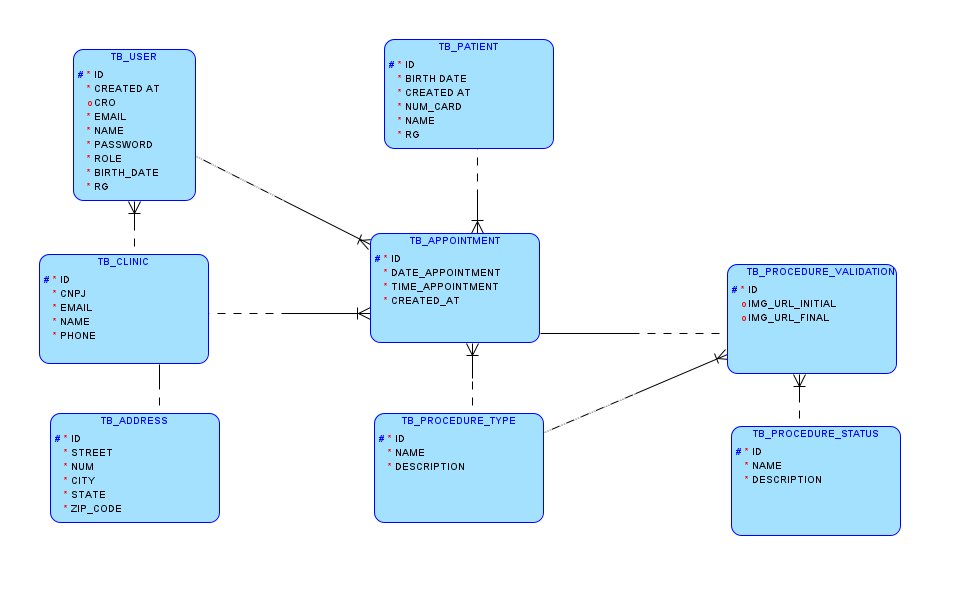 TB_USER
# * ID
* CREATED AT
o CRO
* EMAIL
* NAME
* PASSWORD
* ROLE
* BIRTH_DATE
* RG
TB_PATIENT
# * ID
* BIRTH DATE
* CREATED AT
* NUM_CARD
* NAME
* RG
TB_CLINIC
# * ID
* CNPJ
* EMAIL
* NAME
* PHONE
TB_APPOINTMENT
# * ID
* DATE_APPOINTMENT
* TIME_APPOINTMENT
* CREATED_AT
TB_PROCEDURE_VALIDATION
# * ID
o IMG_URL_INITIAL
o IMG_URL_FINAL
TB_ADDRESS
# * ID
* STREET
* NUM
* CITY
* STATE
* ZIP_CODE
TB_PROCEDURE_TYPE
# * ID
* NAME
* DESCRIPTION
TB_PROCEDURE_STATUS
# * ID
* NAME
* DESCRIPTION